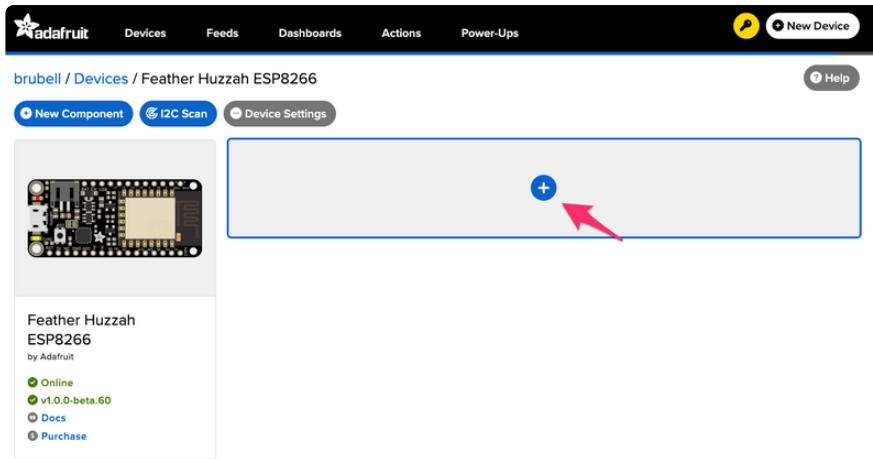 adafruit Devices Feeds Dashboards Actions Power-Ups New Device
brubell / Devices / Feather Huzzah ESP8266 Help
New Component I2C Scan Device Settings
Feather Huzzah
ESP8266
by Adafruit
Online
v1.0.0-beta.60
Docs
Purchase